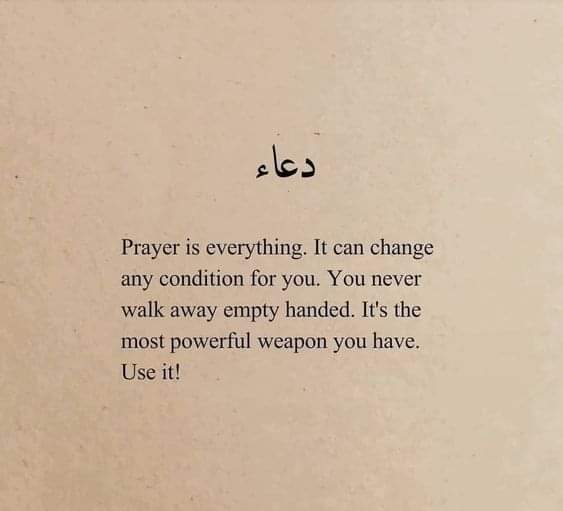 دعاء
Prayer is everything. It can change
any condition for you. You never
walk away empty handed. It's the
most powerful weapon you have.
Use it!